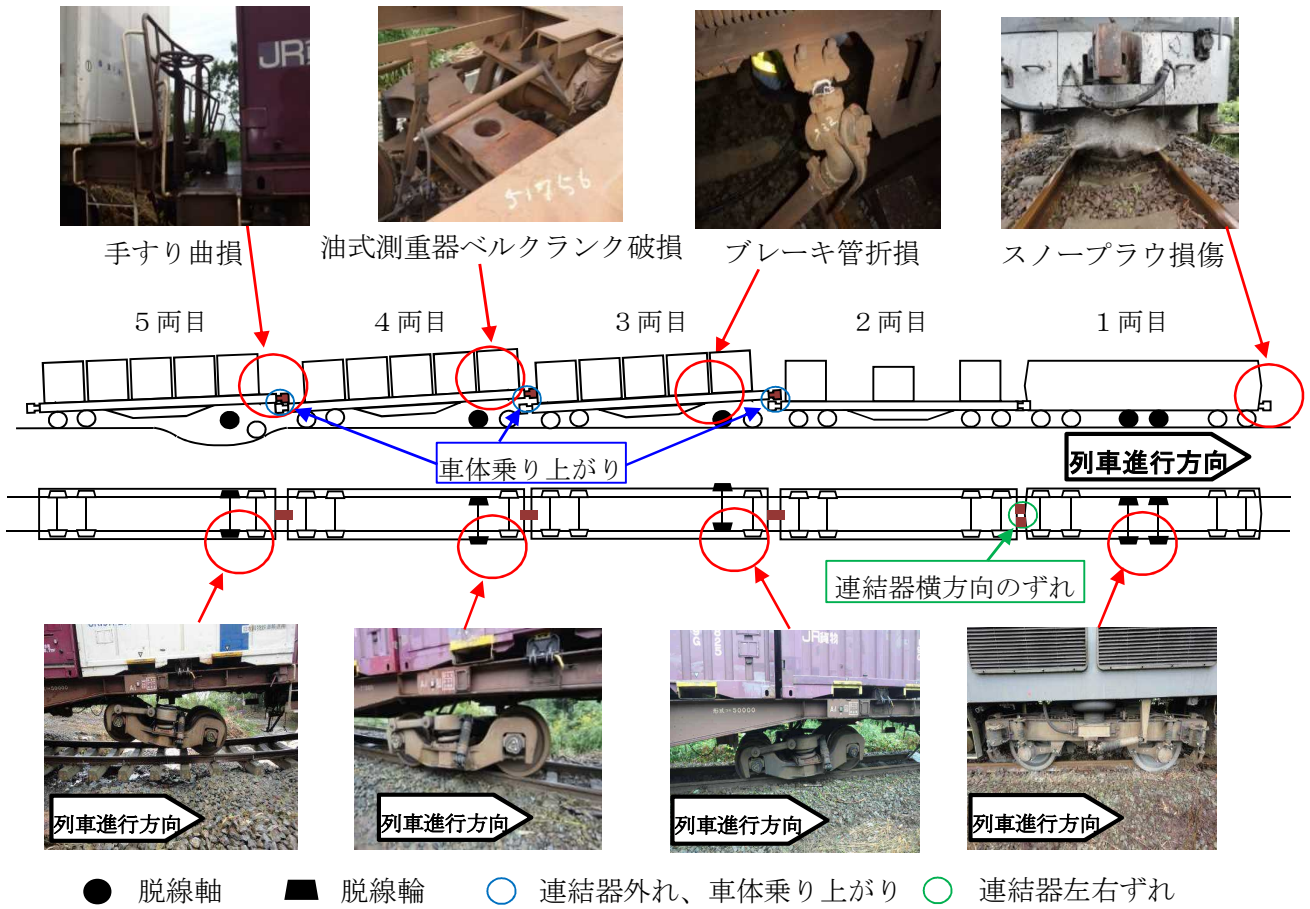 JR
51756
手すり曲損
油式測重器ベルクランク破損
ブレーキ管折損
スノープラウ損傷
5両目
4両目
3両目
2両目
1両目
車体乗り上がり
列車進行方向
連結器横方向のずれ
JR貨物
列車進行方向
列車進行方向
列車進行方向
列車進行方向
脱線軸
脱線輪
連結器外れ、車体乗り上がり
連結器左右ずれ